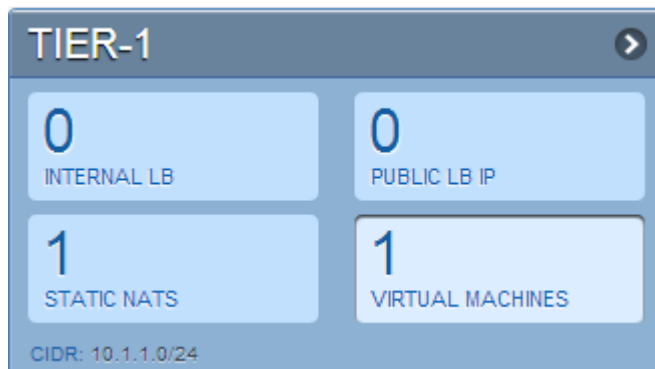 TIER-1
0 0
INTERNAL LB PUBLIC LB IP
1 1
STATIC NATS VIRTUAL MACHINES
CIDR: 10.1.1.0/24